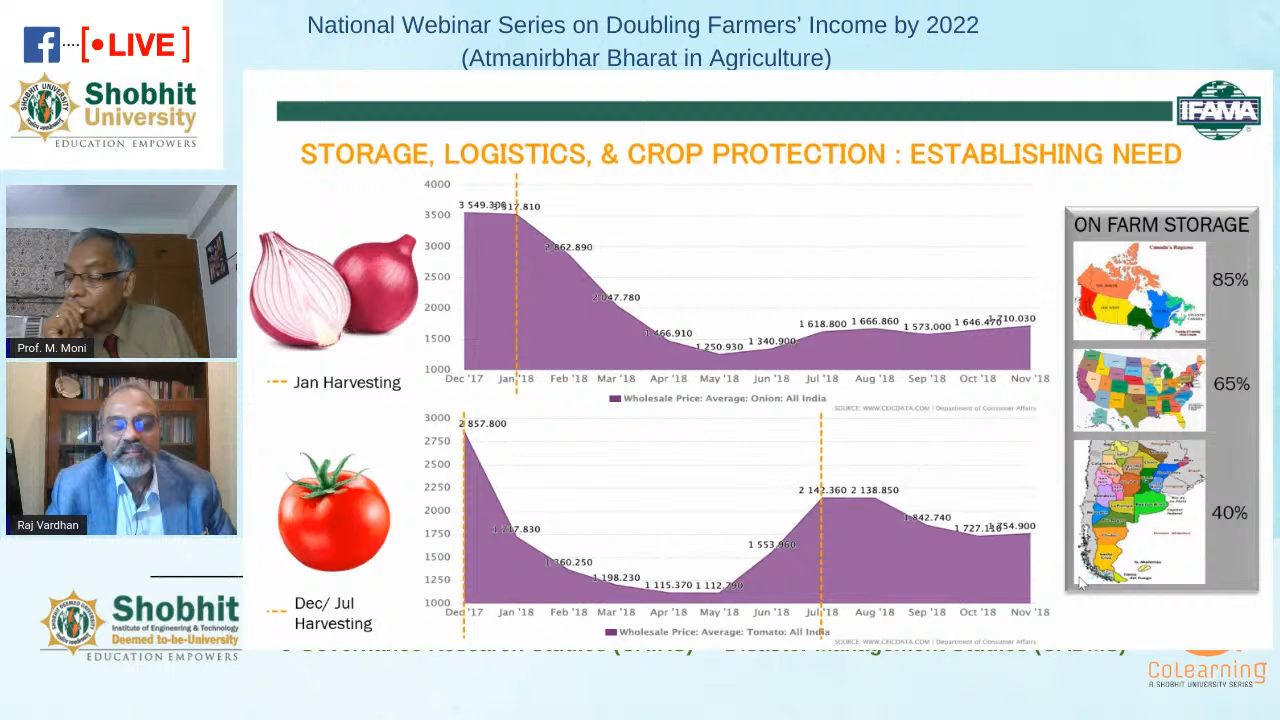 National Webinar Series on Doubling Farmers' Income by 2022
(Atmanirbhar Bharat in Agriculture)
LIVE
Shobhit
University
EDUCATION EMPOWERS
IFAMA
STORAGE, LOGISTICS, & CROP PROTECTION : ESTABLISHING NEED
Prof. M. Moni
Raj Vardhan
4000
3500
3000
2500
2000
1500
1000
3 549.300
3 517.810
2 862.890
2 047.780
1 466.910
1 250.930
1 340.900
1 618.800
1 666.860
1 573.000
1 646.470
1 710.030
Dec '17 Jan '18 Feb '18 Mar '18 Apr '18 May '18 Jun '18 Jul '18 Aug '18 Sep '18 Oct '18 Nov '18
Wholesale Price: Average: Onion: All India
SOURCE: WWW.CEICDATA.COM | Department of Consumer Affairs
Jan Harvesting
3000
2750
2500
2250
2000
1750
1500
1250
1000
2 857.800
1 717.830
1 360.250
1 198.230
1 115.370
1 112.290
1 553.960
2 142.360
2 138.850
1 842.740
1 754.900
Dec '17 Jan '18 Feb '18 Mar '18 Apr '18 May '18 Jun '18 Jul '18 Aug '18 Sep '18 Oct '18 Nov '18
Wholesale Price: Average: Tomato: All India
SOURCE: WWW.CEICDATA.COM | Department of Consumer Affairs
Dec/ Jul
Harvesting
ON FARM STORAGE
Canada's Regions
85%
65%
40%
Shobhit
Institute of Engineering & Technology
Deemed to-be-University
EDUCATION EMPOWERS
CoLearning
A SHOBHIT UNIVERSITY SERIES